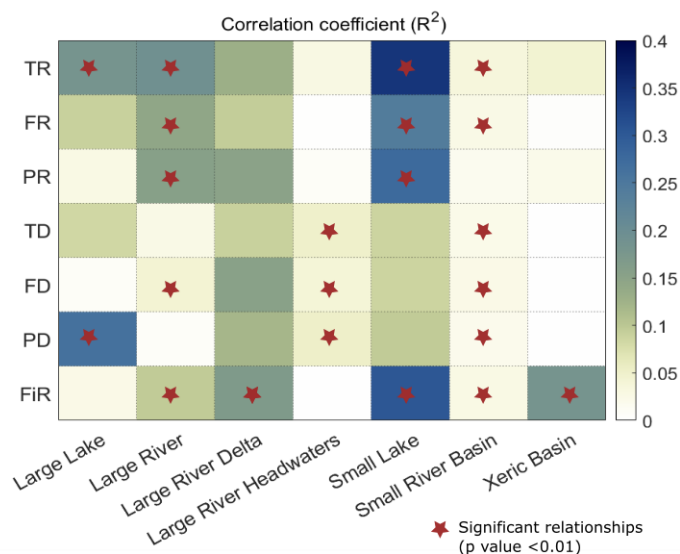 Correlation coefficient (R²)
TR
FR
PR
TD
FD
PD
FiR
0.4
0.35
0.3
0.25
0.2
0.15
0.1
0.05
0
Large Lake
Large River
Large River Delta
Large River Headwaters
Small Lake
Small River Basin
Xeric Basin
Significant relationships
(p value <0.01)